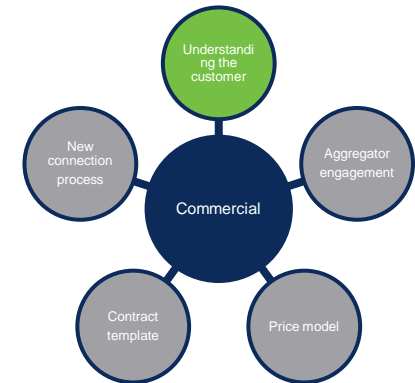 Understandi
ng the
customer
New
connection
process
Aggregator
engagement
Commercial
Contract
template
Price model